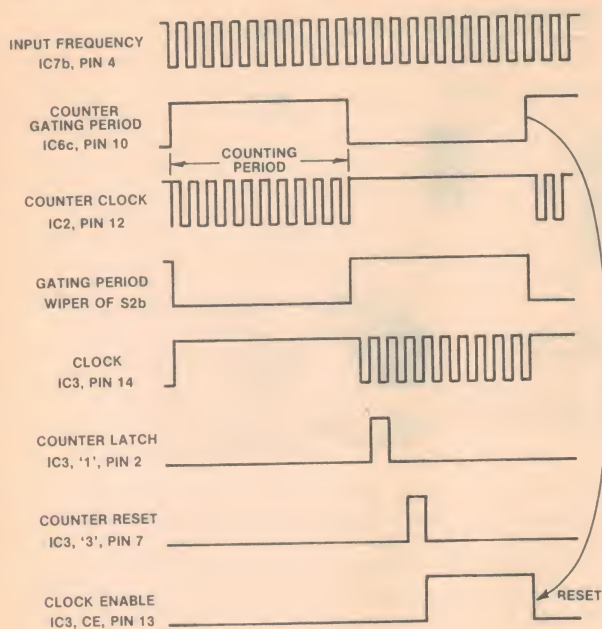 INPUT FREQUENCY
IC7b, PIN 4
COUNTER
GATING PERIOD
IC6c, PIN 10
COUNTING
PERIOD
COUNTER CLOCK
IC2, PIN 12
GATING PERIOD
WIPER OF S2b
CLOCK
IC3, PIN 14
COUNTER LATCH
IC3, '1', PIN 2
COUNTER RESET
IC3, '3', PIN 7
CLOCK ENABLE
IC3, CE, PIN 13
RESET